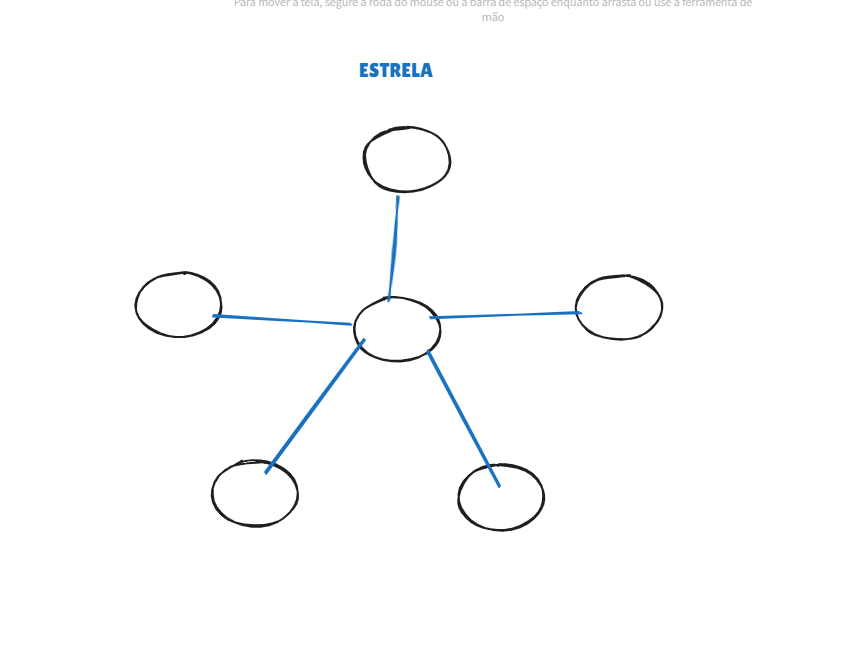 Para mover a tela, segure a roda do mouse ou a barra de espaço enquanto arrasta ou use a ferramenta de
mão
ESTRELA